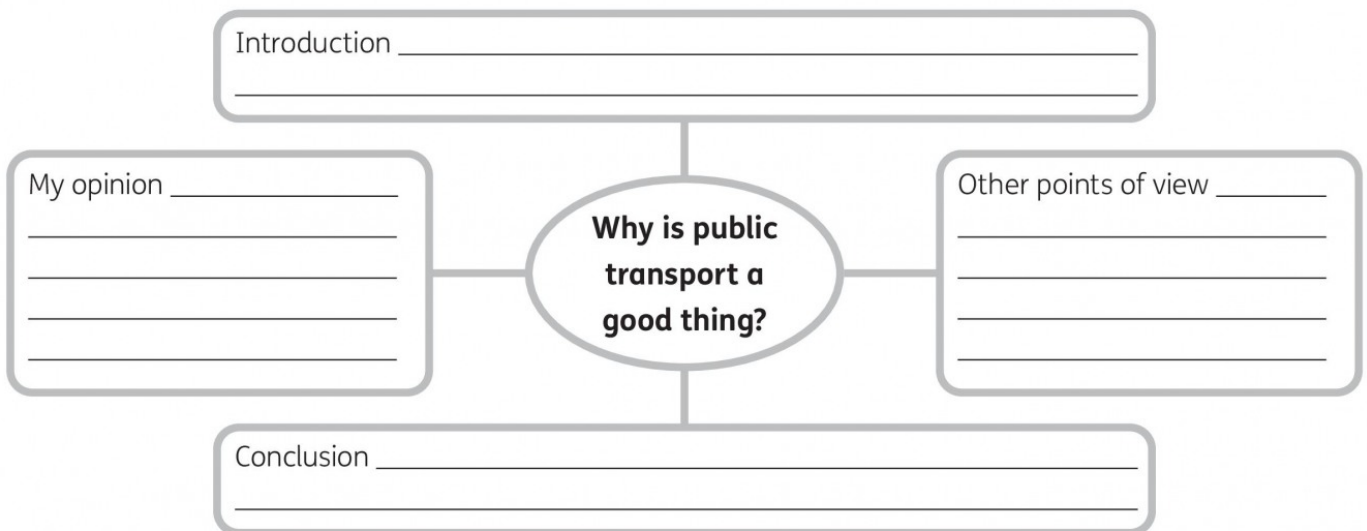 Introduction
My opinion
Why is public
transport a
good thing?
Other points of view
Conclusion